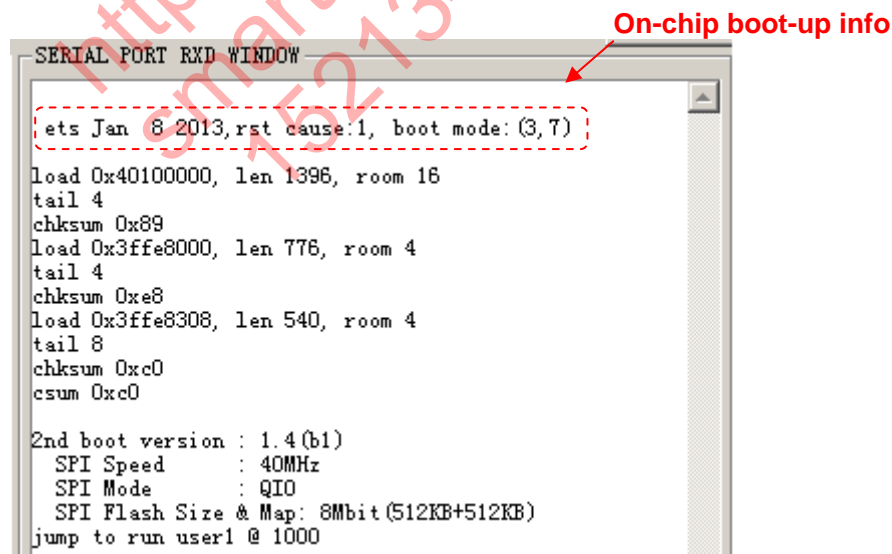 On-chip boot-up info
SERIAL PORT RXD WINDOW
ets Jan  8 2013,rst cause:1, boot mode:(3,7)
load 0x40100000, len 1396, room 16
tail 4
chksum 0x89
load 0x3ffe8000, len 776, room 4
tail 4
chksum 0xe8
load 0x3ffe8308, len 540, room 4
tail 8
chksum 0xc0
csum 0xc0
2nd boot version : 1.4(b1)
SPI Speed      : 40MHz
SPI Mode       : QIO
SPI Flash Size & Map: 8Mbit(512KB+512KB)
jump to run user1 @ 1000
http
smart
15213